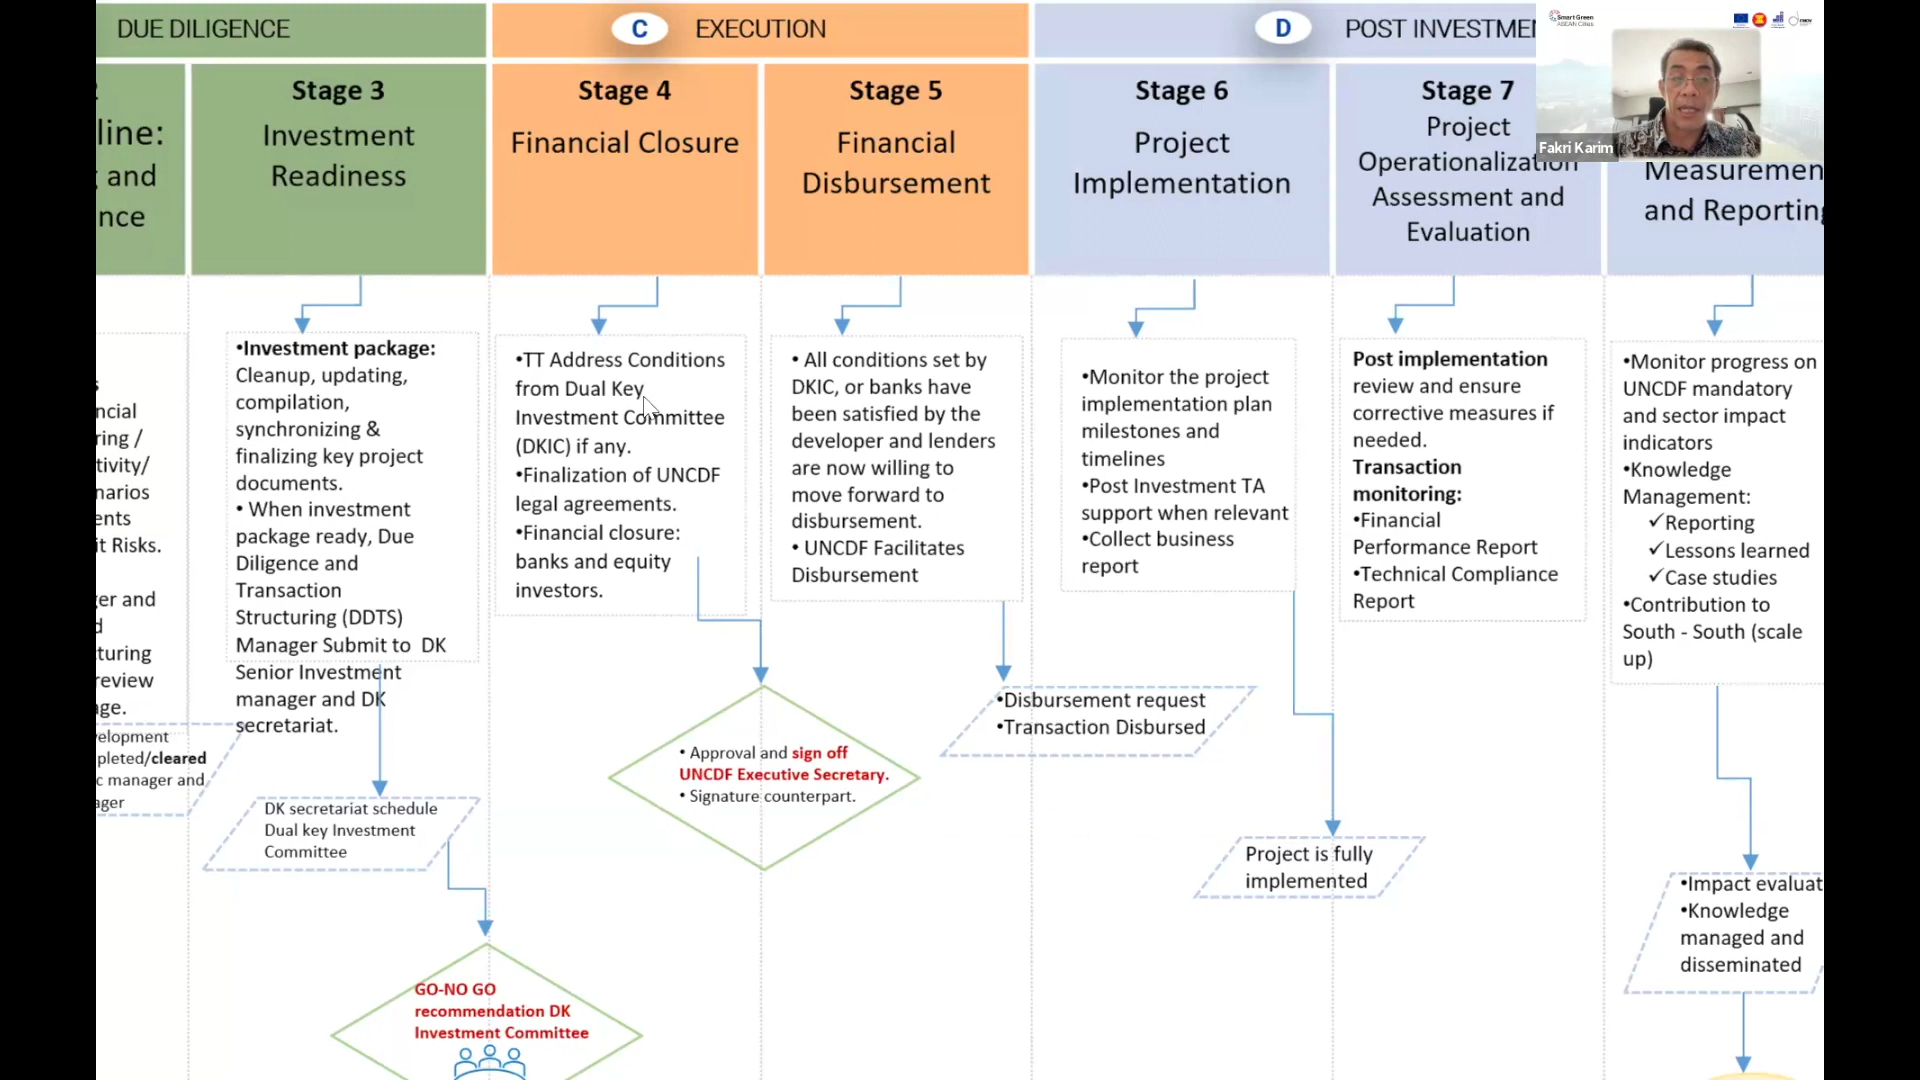 DUE DILIGENCE
C
EXECUTION
D
POST INVESTMEN
Smart Green
ASEAN Cities
Fakri Karim
line:
and
nce
Stage 3
Investment
Readiness
Stage 4
Financial Closure
Stage 5
Financial
Disbursement
Stage 6
Project
Implementation
Stage 7
Project
Operationalization
Assessment and
Evaluation
Measuremen
and Reporting
s
ncial
ring /
tivity/
narios
ents
it Risks.
er and
d
turing
review
ge.
velopment
pleted/cleared
c manager and
ager
•Investment package:
Cleanup, updating,
compilation,
synchronizing &
finalizing key project
documents.
• When investment
package ready, Due
Diligence and
Transaction
Structuring (DDTS)
Manager Submit to DK
Senior Investment
manager and DK
secretariat.
DK secretariat schedule
Dual key Investment
Committee
GO-NO GO
recommendation DK
Investment Committee
•TT Address Conditions
from Dual Key
Investment Committee
(DKIC) if any.
•Finalization of UNCDF
legal agreements.
•Financial closure:
banks and equity
investors.
• Approval and sign off
UNCDF Executive Secretary.
• Signature counterpart.
• All conditions set by
DKIC, or banks have
been satisfied by the
developer and lenders
are now willing to
move forward to
disbursement.
• UNCDF Facilitates
Disbursement
•Disbursement request
•Transaction Disbursed
•Monitor the project
implementation plan
milestones and
timelines
•Post Investment TA
support when relevant
•Collect business
report
Project is fully
implemented
Post implementation
review and ensure
corrective measures if
needed.
Transaction
monitoring:
•Financial
Performance Report
•Technical Compliance
Report
•Monitor progress on
UNCDF mandatory
and sector impact
indicators
•Knowledge
Management:
✓Reporting
✓Lessons learned
✓Case studies
•Contribution to
South - South (scale
up)
•Impact evaluat
•Knowledge
managed and
disseminated